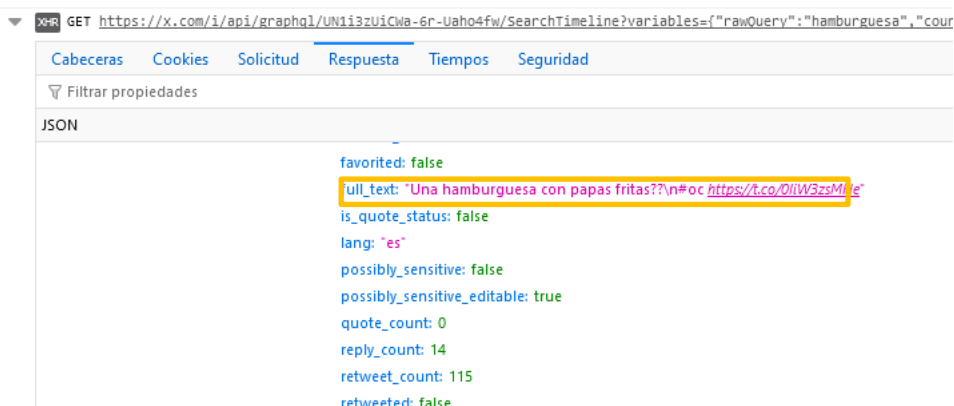 XHR GET https://x.com/i/api/graphql/UN1i3zUiCWa-6r-Uaho4fw/SearchTimeline?variables={"rawQuery":"hamburguesa","coun
Cabeceras Cookies Solicitud Respuesta Tiempos Seguridad
Filtrar propiedades
JSON
favorited: false
full_text: "Una hamburguesa con papas fritas??\n#oc
is_quote_status: false
lang: "es"
possibly_sensitive: false
possibly_sensitive_editable: true
quote_count: 0
reply_count: 14
retweet_count: 115
retweeted: false